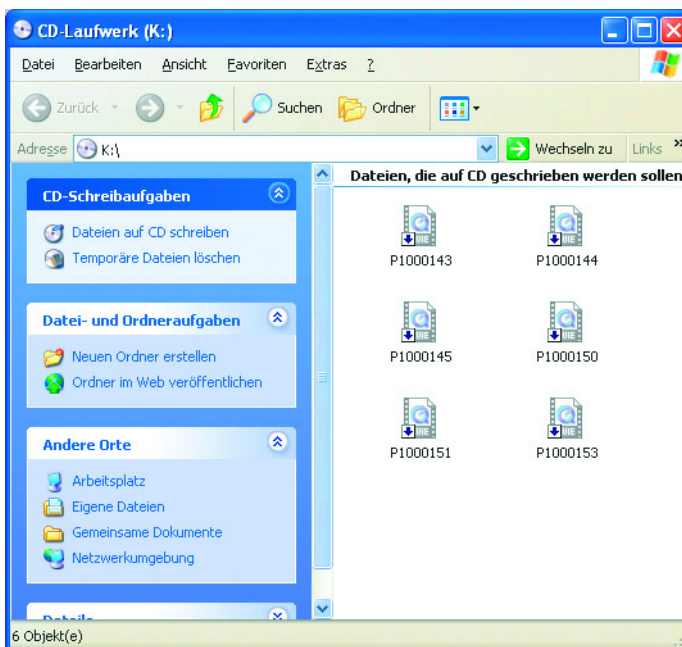 CD-Laufwerk (K:)
Datei Bearbeiten Ansicht Favoriten Extras ?
Zurück Suchen Ordner
Adresse K:\ Wechseln zu Links »
CD-Schreibaufgaben
Dateien auf CD schreiben
Temporäre Dateien löschen
Datei- und Ordneraufgaben
Neuen Ordner erstellen
Ordner im Web veröffentlichen
Andere Orte
Arbeitsplatz
Eigene Dateien
Gemeinsame Dokumente
Netzwerkumgebung
Details
Dateien, die auf CD geschrieben werden sollen
P1000143 P1000144
P1000145 P1000150
P1000151 P1000153
6 Objekt(e)